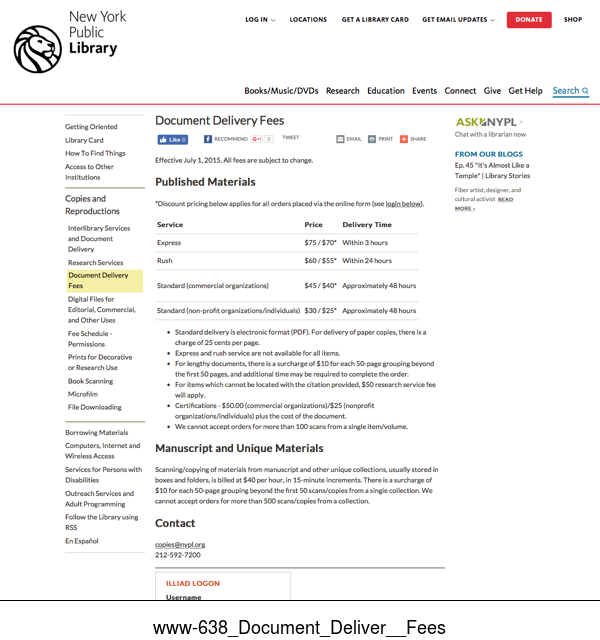 New York
Public
Library
LOG IN
LOCATIONS
GET A LIBRARY CARD
GET EMAIL UPDATES
DONATE
SHOP
Books/Music/DVDs
Research
Education
Events
Connect
Give
Get Help
Search
Getting Oriented
Library Card
How To Find Things
Access to Other
Institutions
Copies and
Reproductions
Interlibrary Services
and Document
Delivery
Research Services
Document Delivery
Fees
Digital Files for
Editorial, Commercial,
and Other Uses
Fee Schedule -
Permissions
Prints for Decorative
or Research Use
Book Scanning
Microfilm
File Downloading
Borrowing Materials
Computers, Internet and
Wireless Access
Services for Persons with
Disabilities
Outreach Services and
Adult Programming
Follow the Library using
RSS
En Español
Document Delivery Fees
Like 0
RECOMMEND
G+1 0
TWEET
EMAIL
PRINT
SHARE
Effective July 1, 2015. All fees are subject to change.
Published Materials
*Discount pricing below applies for all orders placed via the online form (see login below).
Service Price Delivery Time
Express $75 / $70* Within 3 hours
Rush $60 / $55* Within 24 hours
Standard (commercial organizations) $45 / $40* Approximately 48 hours
Standard (non-profit organizations/individuals) $30 / $25* Approximately 48 hours
• Standard delivery is electronic format (PDF). For delivery of paper copies, there is a
charge of 25 cents per page.
• Express and rush service are not available for all items.
• For lengthy documents, there is a surcharge of $10 for each 50-page grouping beyond
the first 50 pages, and additional time may be required to complete the order.
• For items which cannot be located with the citation provided, $50 research service fee
will apply.
• Certifications - $50.00 (commercial organizations)/$25 (nonprofit
organizations/individuals) plus the cost of the document.
• We cannot accept orders for more than 100 scans from a single item/volume.
Manuscript and Unique Materials
Scanning/copying of materials from manuscript and other unique collections, usually stored in
boxes and folders, is billed at $40 per hour, in 15-minute increments. There is a surcharge of
$10 for each 50-page grouping beyond the first 50 scans/copies from a single collection. We
cannot accept orders for more than 500 scans/copies from a collection.
Contact
copies@nypl.org
212-592-7200
ILLIAD LOGON
Username
ASK NYPL >
Chat with a librarian now
FROM OUR BLOGS
Ep. 45 "It's Almost Like a
Temple" | Library Stories
Fiber artist, designer, and
cultural activist READ
MORE ›
www-638_Document_Deliver__Fees